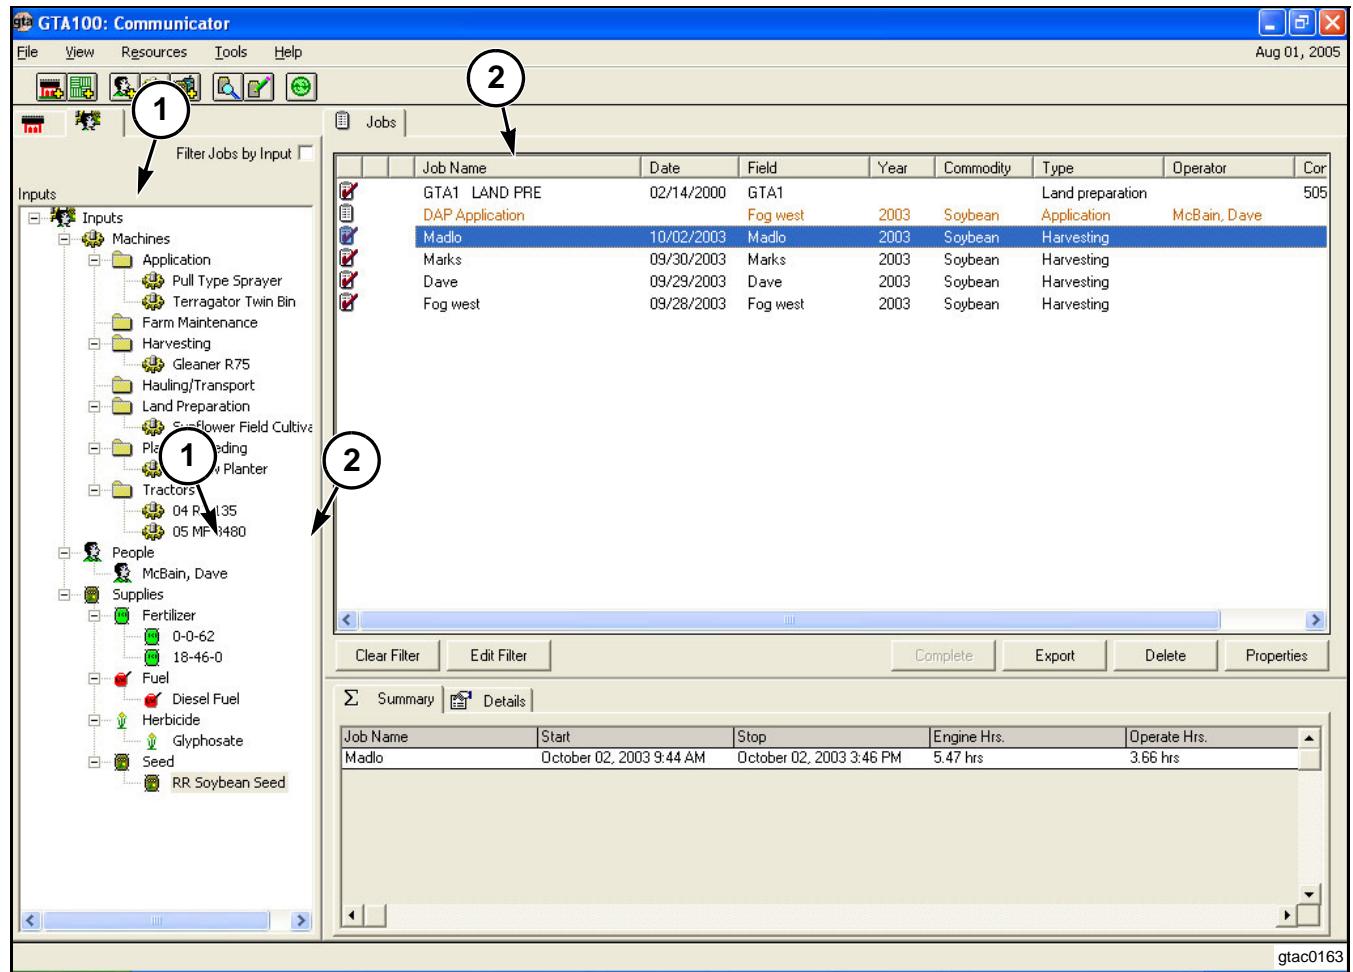 GTA100: Communicator
File View Resources Tools Help Aug 01, 2005
1
2
Filter Jobs by Input
Inputs
Inputs
Machines
Application
Pull Type Sprayer
Terragator Twin Bin
Farm Maintenance
Harvesting
Gleaner R75
Hauling/Transport
Land Preparation
Field Cultiva
Planter
Tractors
04 135
05 MF 480
People
McBain, Dave
Supplies
Fertilizer
0-0-62
18-46-0
Fuel
Diesel Fuel
Herbicide
Glyphosate
Seed
RR Soybean Seed
1
2
Jobs
Job Name Date Field Year Commodity Type Operator Cor
GTA1 LAND PRE 02/14/2000 GTA1 Land preparation 505
DAP Application Fog west 2003 Soybean Application McBain, Dave
Madlo 10/02/2003 Madlo 2003 Soybean Harvesting
Marks 09/30/2003 Marks 2003 Soybean Harvesting
Dave 09/29/2003 Dave 2003 Soybean Harvesting
Fog west 09/28/2003 Fog west 2003 Soybean Harvesting
Clear Filter Edit Filter Complete Export Delete Properties
Σ Summary Details
Job Name Start Stop Engine Hrs. Operate Hrs.
Madlo October 02, 2003 9:44 AM October 02, 2003 3:46 PM 5.47 hrs 3.66 hrs
gtac0163